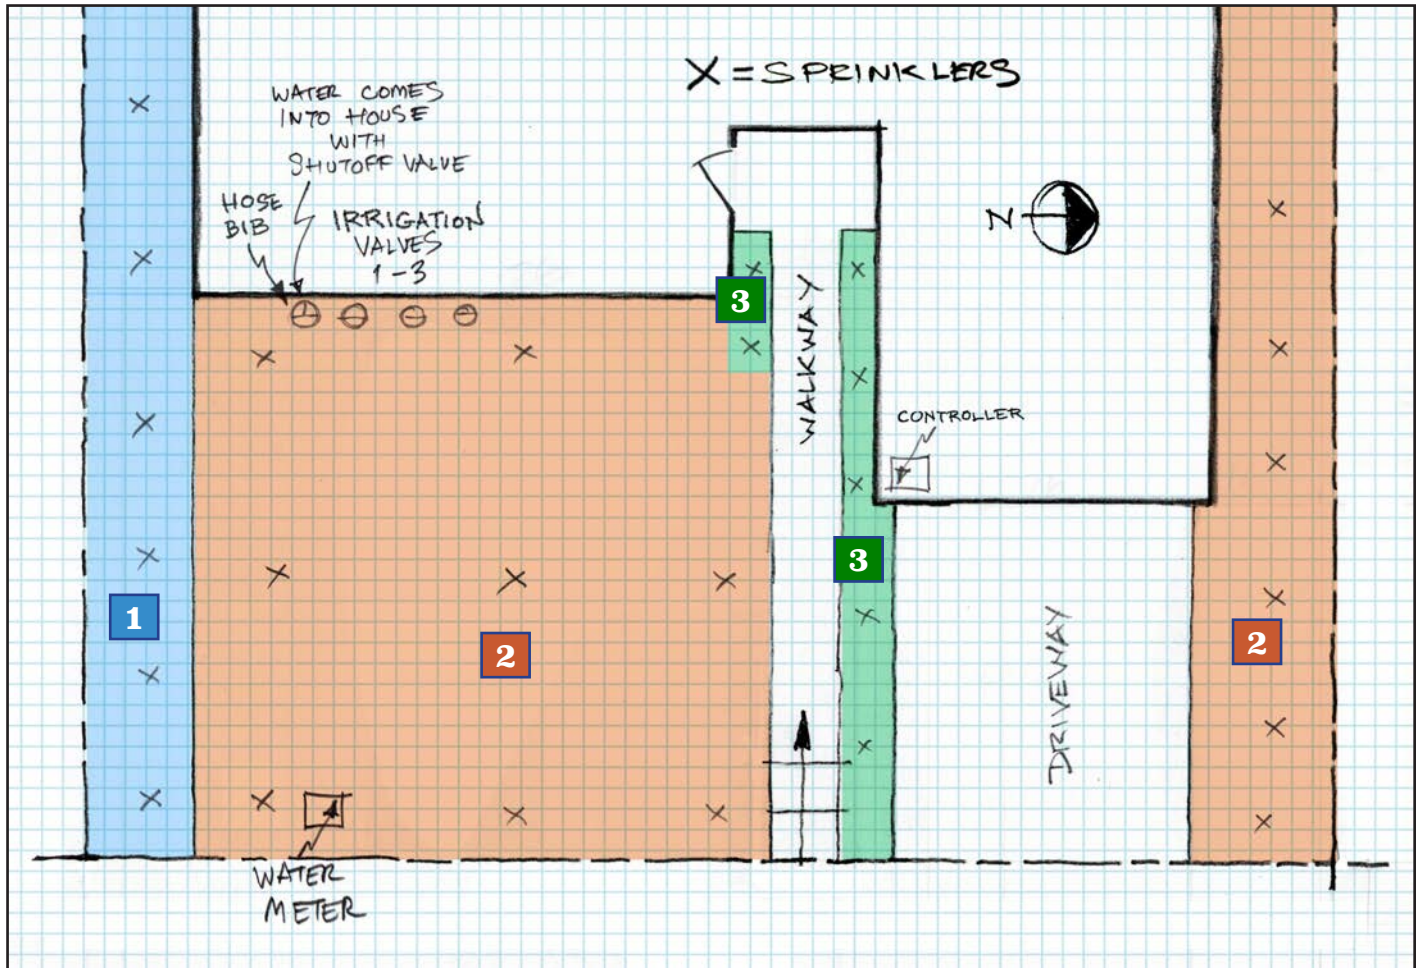 X = SPRINKLERS
WATER COMES
INTO HOUSE
WITH
SHUTOFF VALVE
HOSE
BIB
IRRIGATION
VALVES
1-3
N
3
WALKWAY
CONTROLLER
3
1
2
2
DRIVEWAY
WATER
METER